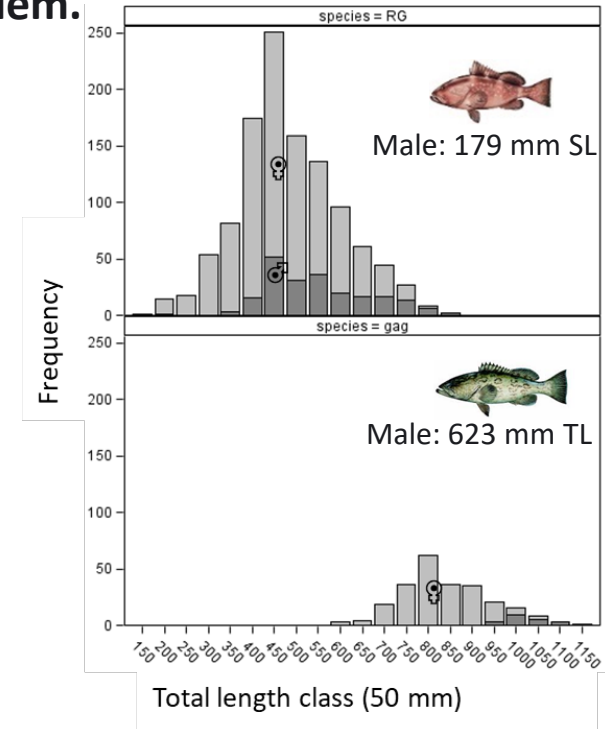 lem.
species = RG
250
200
150
100
50
0
Male: 179 mm SL
species = gag
250
200
150
100
50
0
Male: 623 mm TL
Frequency
150 200 250 300 350 400 450 500 550 600 650 700 750 800 850 900 950 1000 1050 1100 1150
Total length class (50 mm)